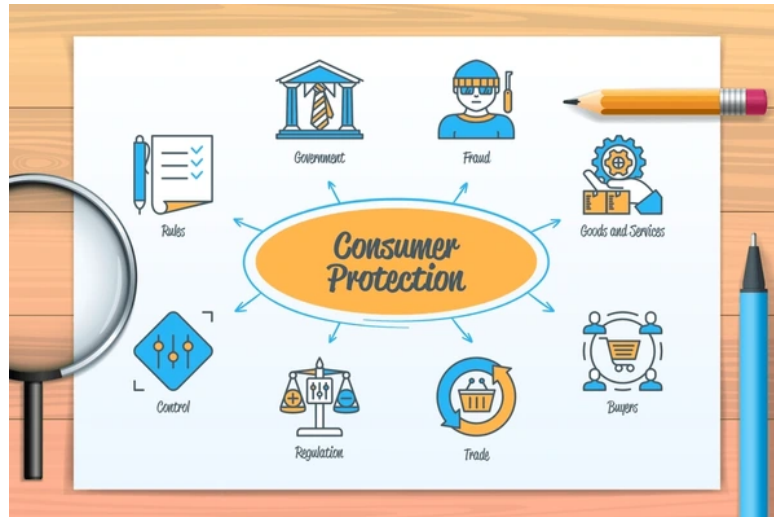 Government
Fraud
Rules
Goods and Services
Consumer
Protection
Control
Buyers
Regulation
Trade